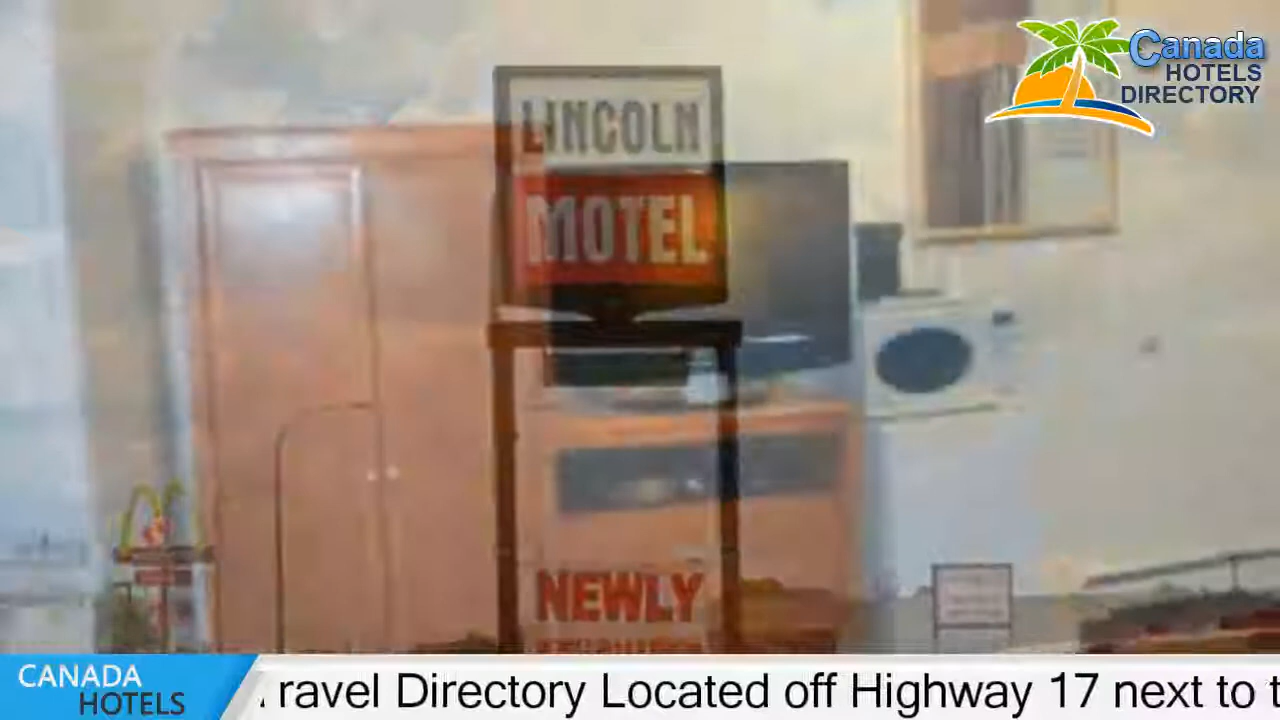 Canada
HOTELS
DIRECTORY
LINCOLN
MOTEL
NEWLY
CANADA
HOTELS
ravel Directory Located off Highway 17 next to t